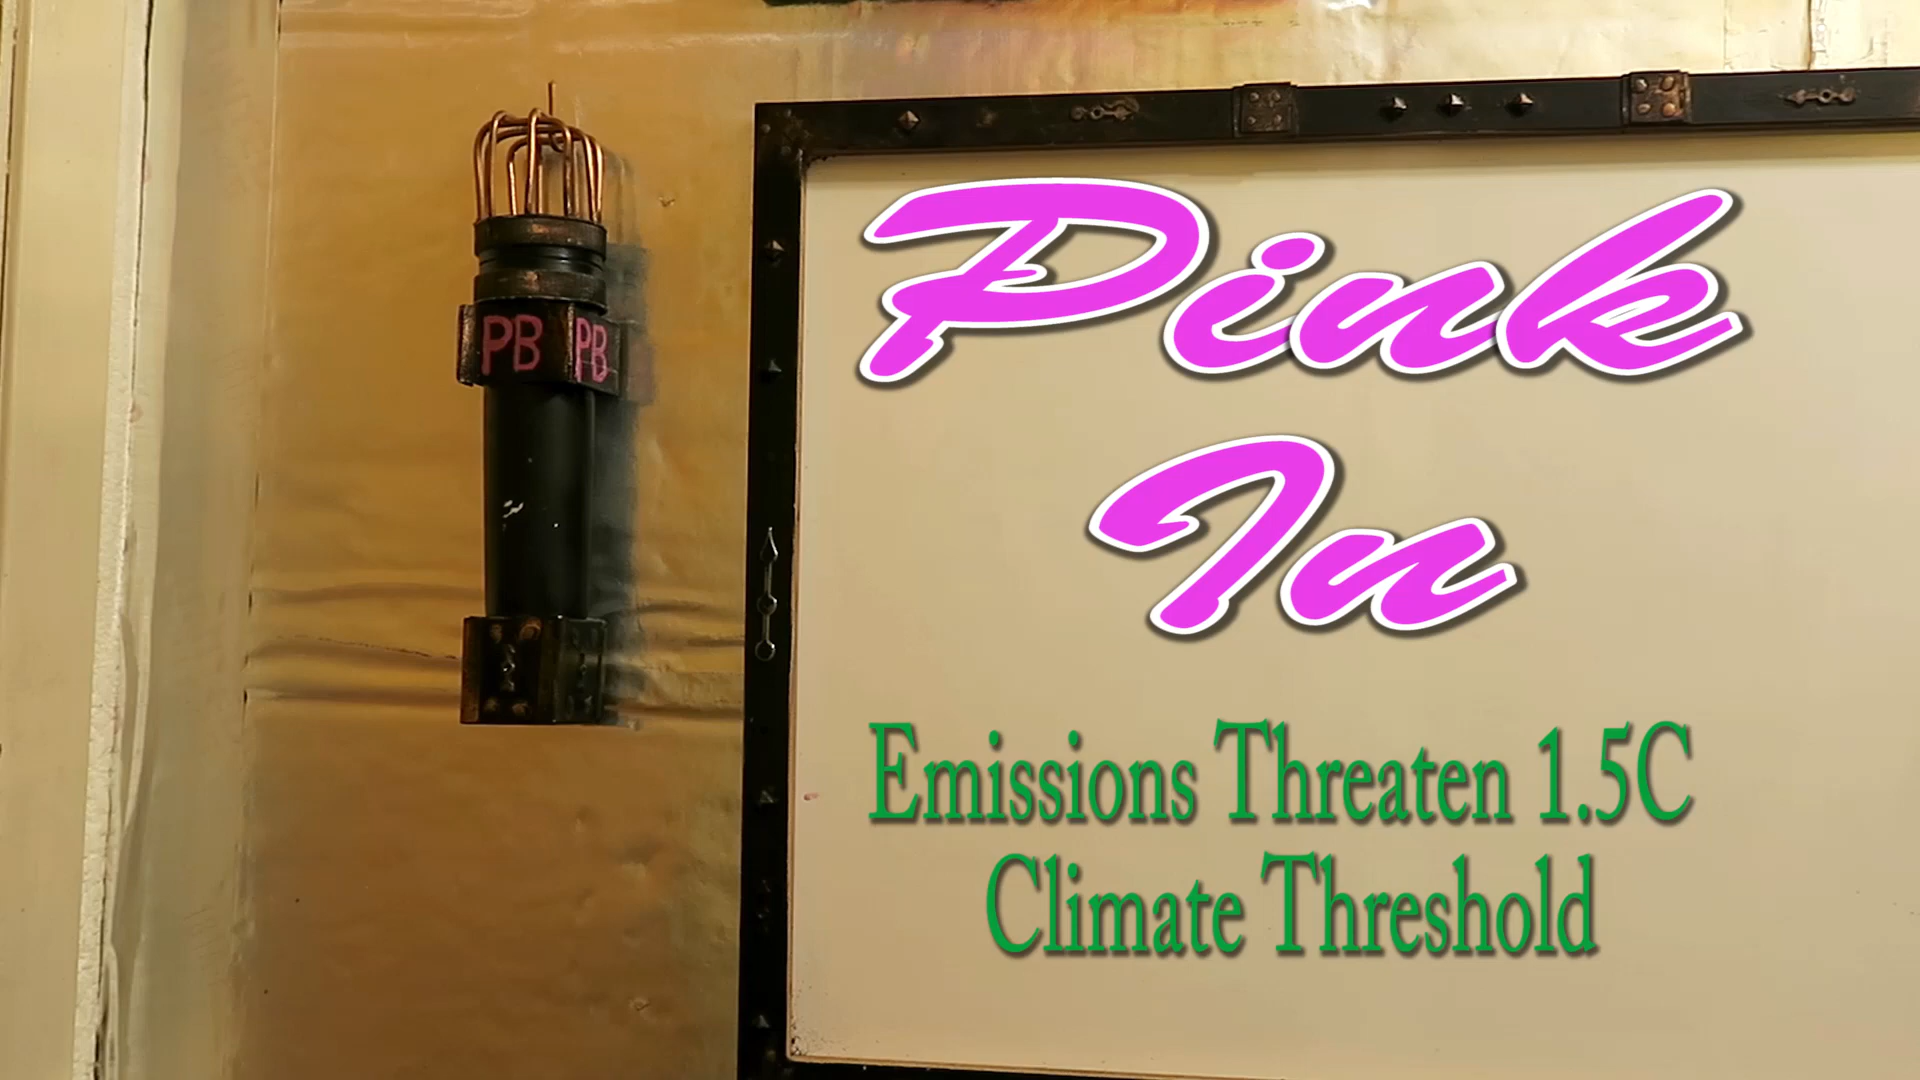 PB PB
Pink
In
Emissions Threaten 1.5C
Climate Threshold